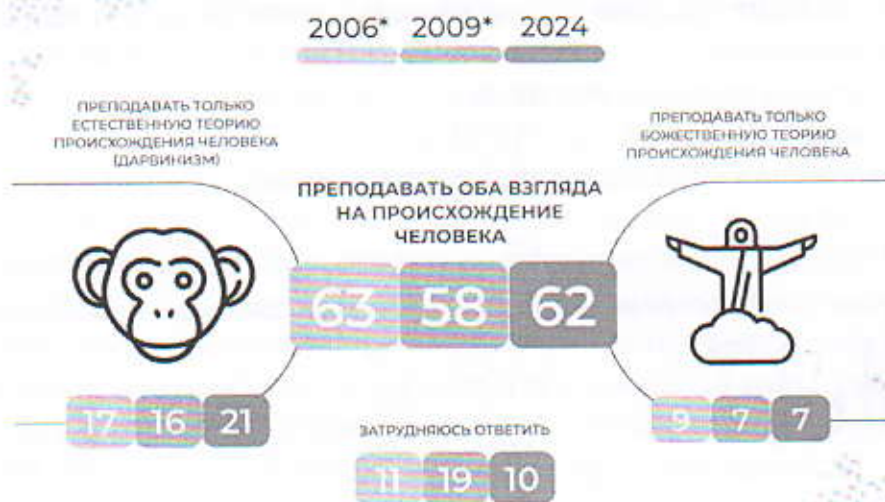 2006* 2009* 2024
ПРЕПОДАВАТЬ ТОЛЬКО
ЕСТЕСТВЕННУЮ ТЕОРИЮ
ПРОИСХОЖДЕНИЯ ЧЕЛОВЕКА
(ДАРВИНИЗМ)
ПРЕПОДАВАТЬ ТОЛЬКО
БОЖЕСТВЕННУЮ ТЕОРИЮ
ПРОИСХОЖДЕНИЯ ЧЕЛОВЕКА
ПРЕПОДАВАТЬ ОБА ВЗГЛЯДА
НА ПРОИСХОЖДЕНИЕ
ЧЕЛОВЕКА
63 58 62
17 16 21
9 7 7
ЗАТРУДНЯЮСЬ ОТВЕТИТЬ
11 19 10